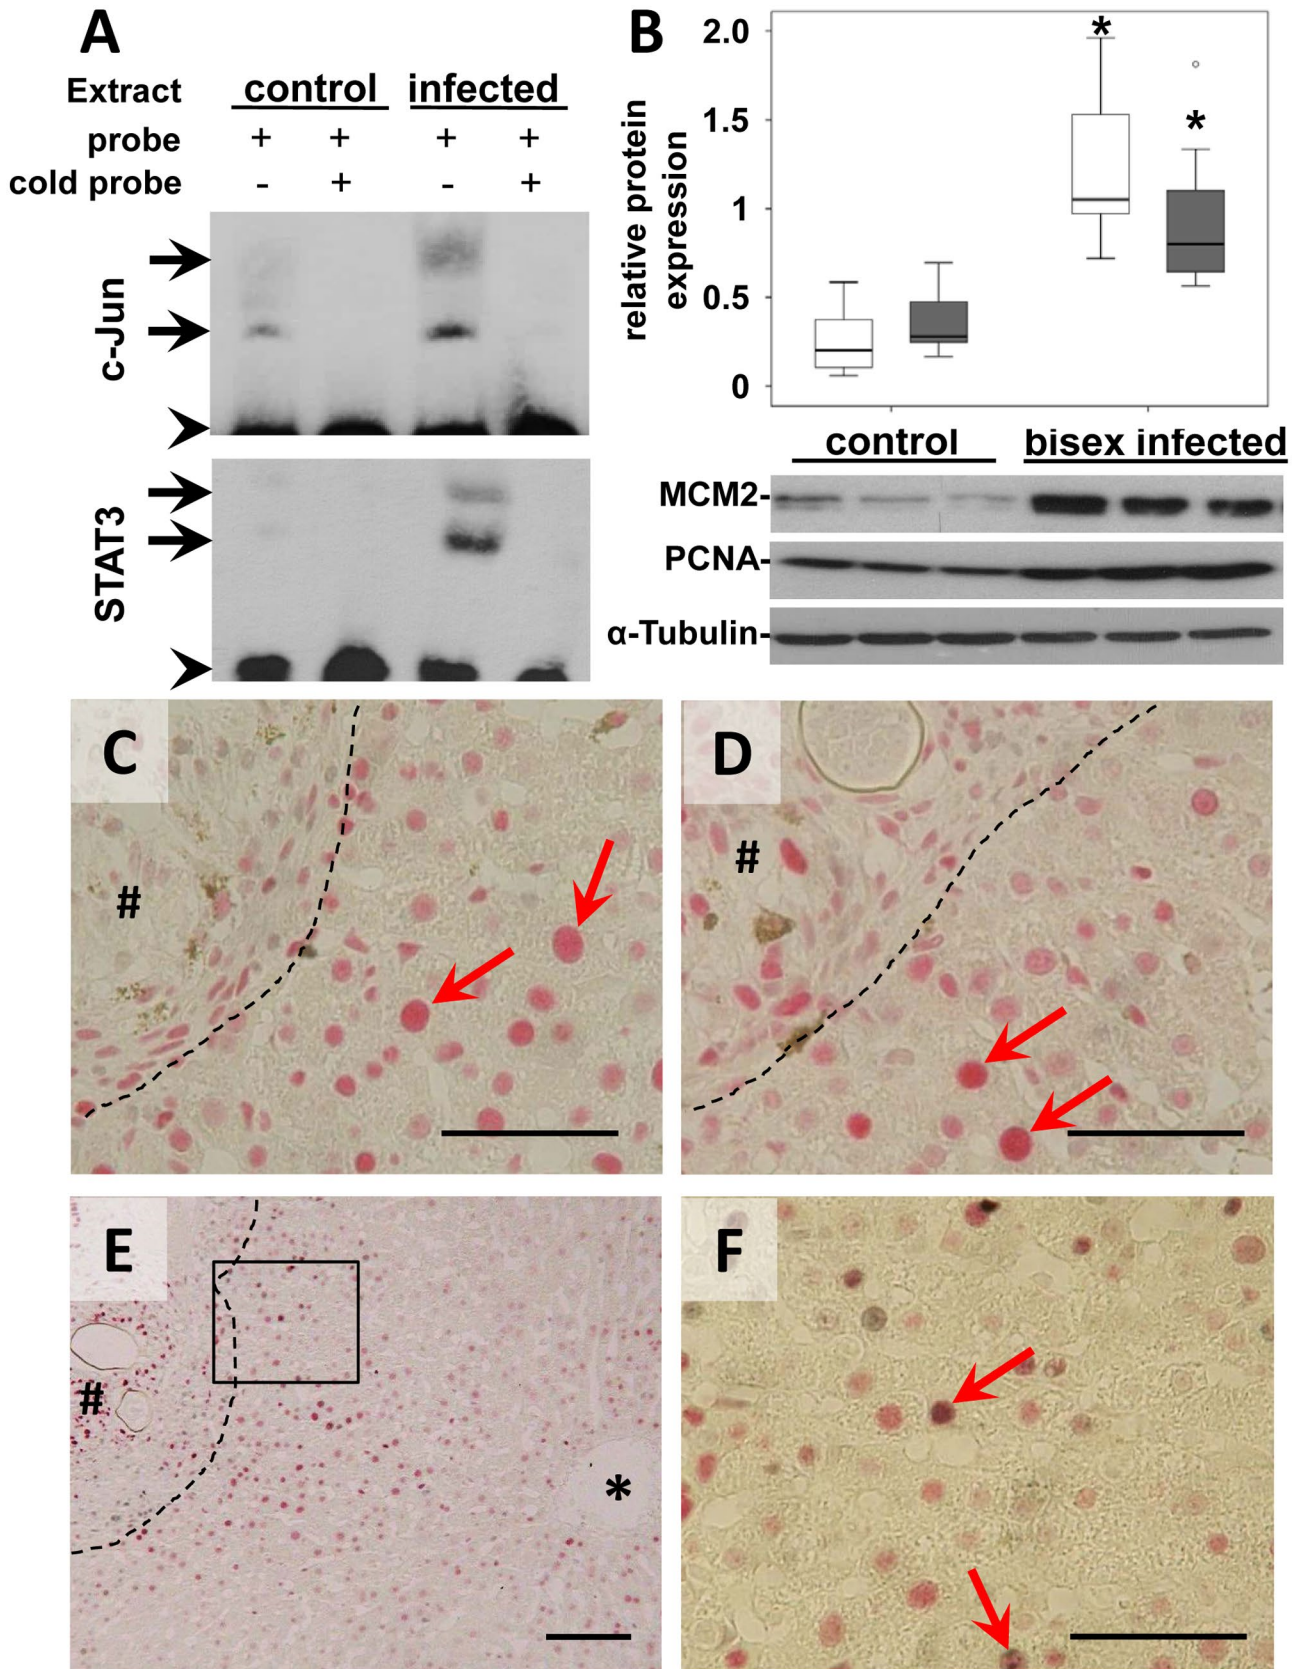 A
Extract control infected
probe + + + +
cold probe - + - +
c-Jun
STAT3
B
relative protein
expression
2.0
1.5
1
0.5
0
*
*
control bisex infected
MCM2-
PCNA-
α-Tubulin-
C
#
D
#
E
#
*
F